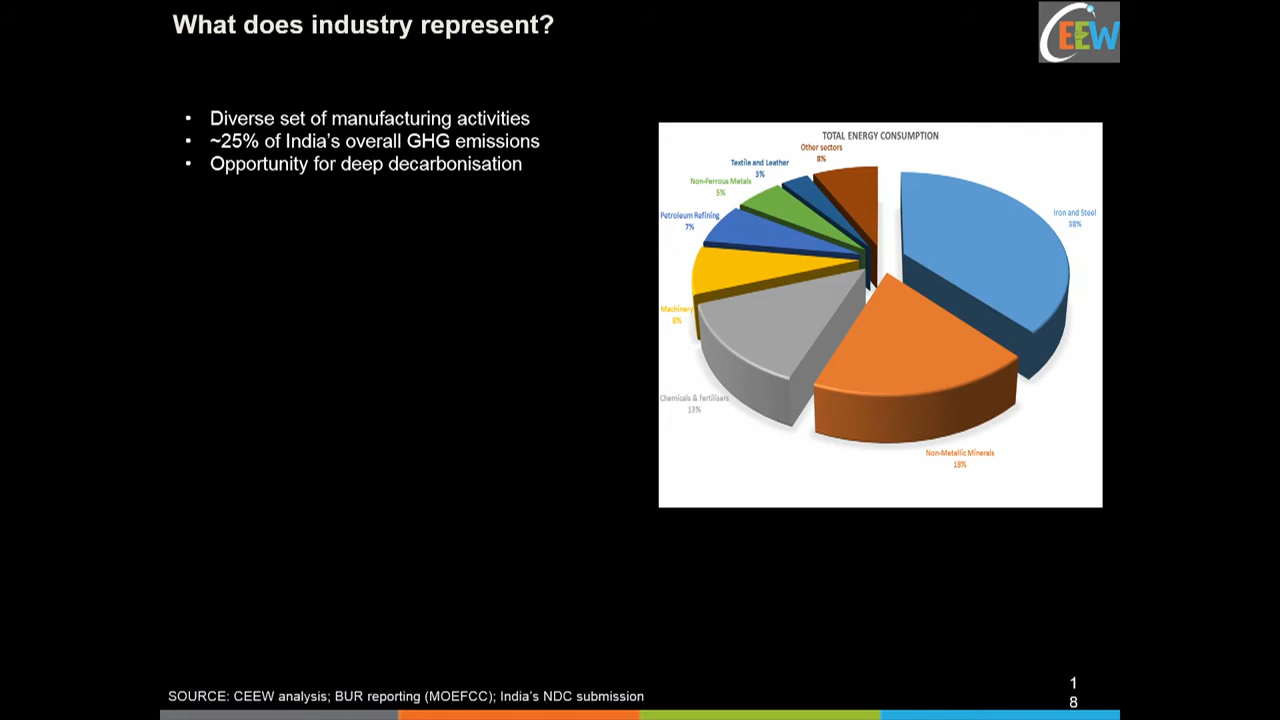 What does industry represent?
CEEW
• Diverse set of manufacturing activities
• ~25% of India's overall GHG emissions
• Opportunity for deep decarbonisation
TOTAL ENERGY CONSUMPTION
Other sectors
8%
Textile and Leather
3%
Non-Ferrous Metals
5%
Petroleum Refining
7%
Machinery
8%
Chemicals & fertilisers
13%
Non-Metallic Minerals
18%
Iron and Steel
38%
SOURCE: CEEW analysis; BUR reporting (MOEFCC); India's NDC submission
1
8